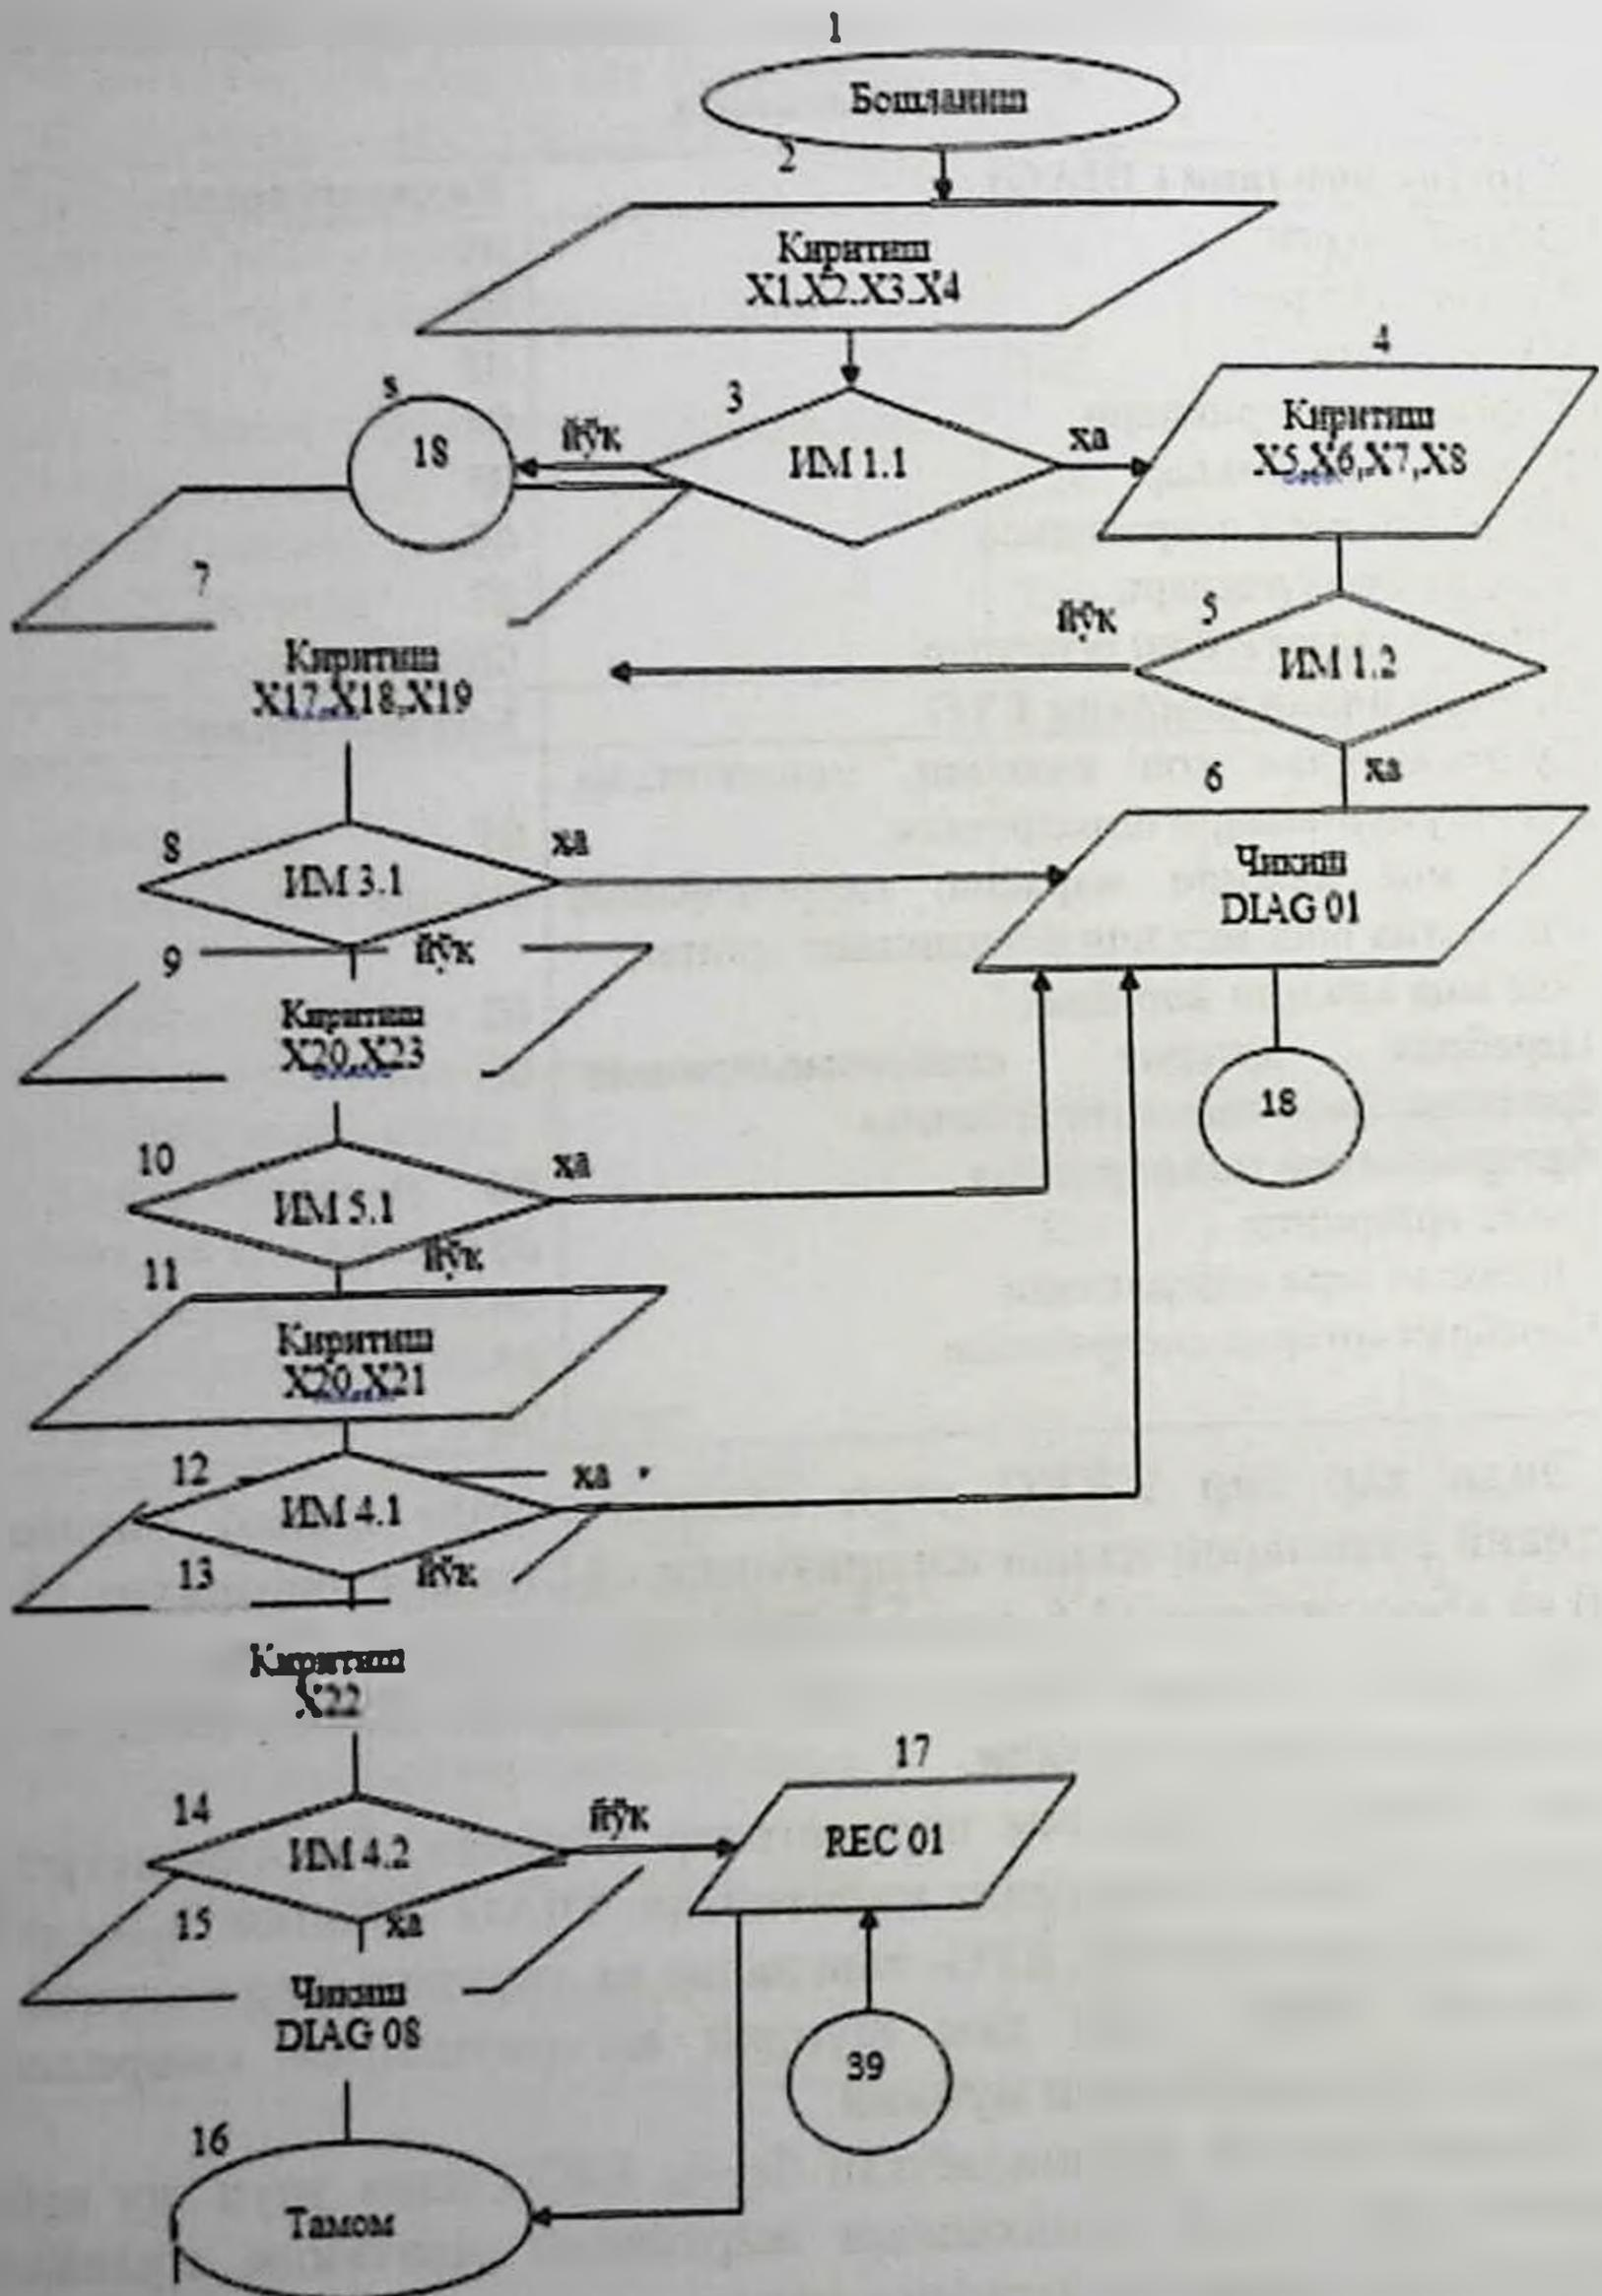 1
Бошланиш
2
Киритиш
X1.X2.X3.X4
4
s
3
18
йўк
ИМ 1.1
ха
Киритиш
X5,X6,X7,X8
7
5
йўк
ИМ 1.2
Киритиш
X17,X18,X19
6
ха
8
ИМ 3.1
ха
Чикиш
DIAG 01
9
йўк
Киритиш
X20,X23
18
10
ИМ 5.1
ха
йўк
11
Киритиш
X20,X21
12
ИМ 4.1
ха
13
йўк
Киритиш
X22
17
14
ИМ 4.2
йўк
REC 01
15
ха
Чикиш
DIAG 08
39
16
Тамом